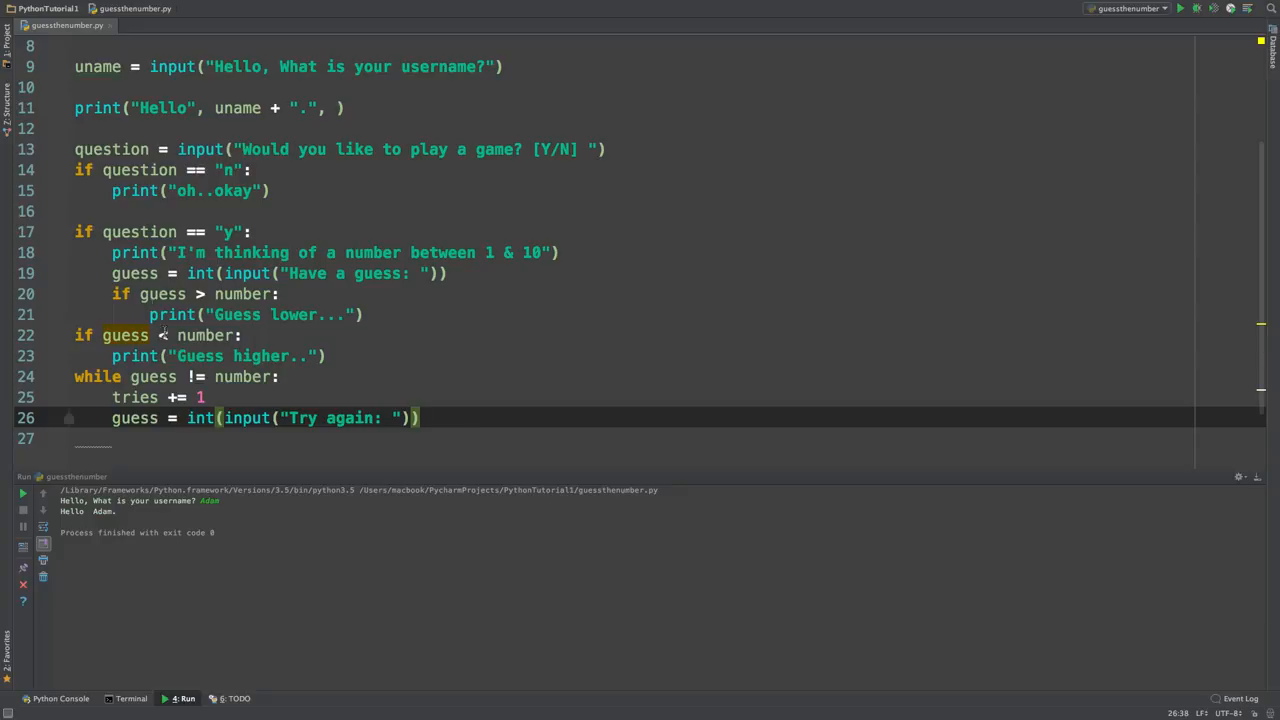 PythonTutorial1 guessthenumber.py guessthenumber
guessthenumber.py
1: Project
Z: Structure
2: Favorites
Database
8
9 uname = input("Hello, What is your username?")
10
11 print("Hello", uname + ".", )
12
13 question = input("Would you like to play a game? [Y/N] ")
14 if question == "n":
15 print("oh..okay")
16
17 if question == "y":
18 print("I'm thinking of a number between 1 & 10")
19 guess = int(input("Have a guess: "))
20 if guess > number:
21 print("Guess lower...")
22 if guess < number:
23 print("Guess higher..")
24 while guess != number:
25 tries += 1
26 guess = int(input("Try again: "))
27
Run guessthenumber
/Library/Frameworks/Python.framework/Versions/3.5/bin/python3.5 /Users/macbook/PycharmProjects/PythonTutorial1/guessthenumber.py
Hello, What is your username? Adam
Hello  Adam.
Process finished with exit code 0
Python Console Terminal 4: Run 6: TODO Event Log
26:38 LF÷ UTF-8÷